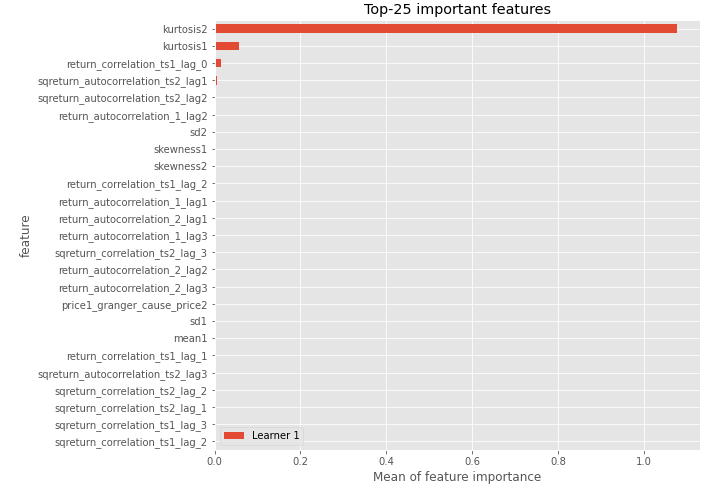 Top-25 important features
kurtosis2
kurtosis1
return_correlation_ts1_lag_0
sqreturn_autocorrelation_ts2_lag1
sqreturn_autocorrelation_ts2_lag2
return_autocorrelation_1_lag2
sd2
skewness1
skewness2
return_correlation_ts1_lag_2
return_autocorrelation_1_lag1
return_autocorrelation_2_lag1
return_autocorrelation_1_lag3
sqreturn_correlation_ts2_lag_3
return_autocorrelation_2_lag2
return_autocorrelation_2_lag3
price1_granger_cause_price2
sd1
mean1
return_correlation_ts1_lag_1
sqreturn_autocorrelation_ts2_lag3
sqreturn_correlation_ts2_lag_2
sqreturn_correlation_ts2_lag_1
sqreturn_correlation_ts1_lag_3
sqreturn_correlation_ts1_lag_2
feature
Learner 1
0.0 0.2 0.4 0.6 0.8 1.0
Mean of feature importance